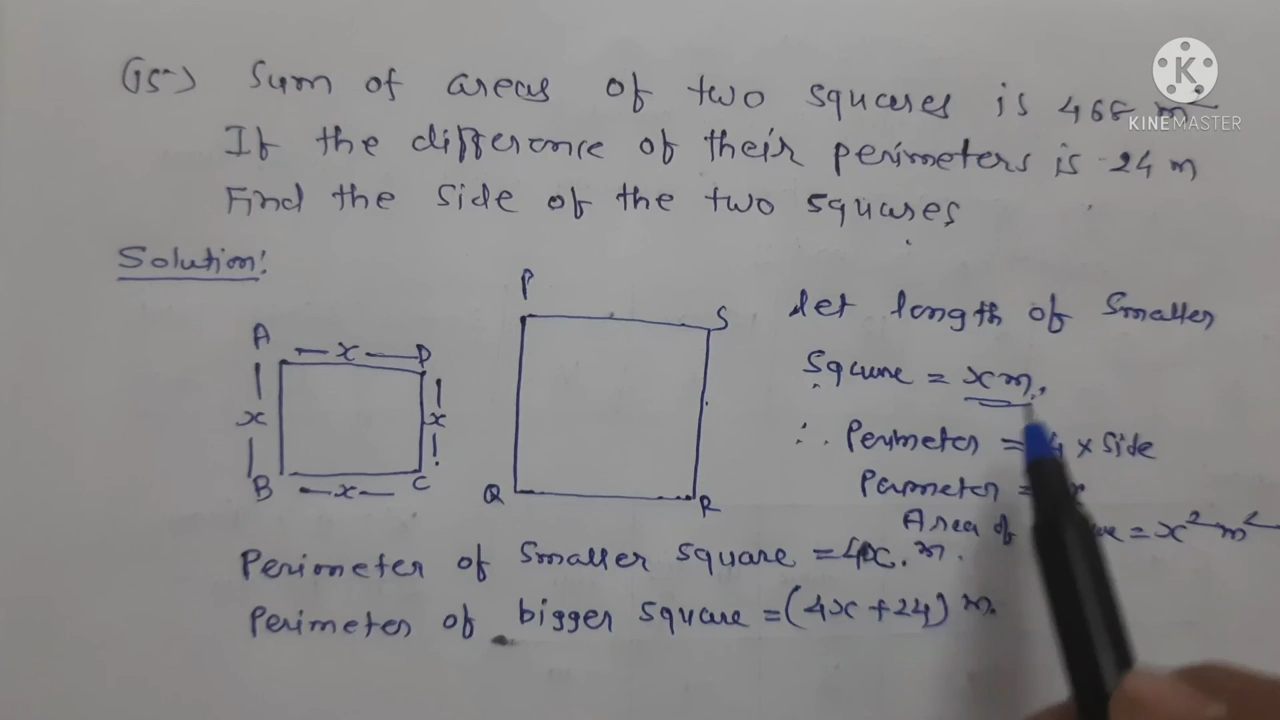 Sum of areas of two squares is 468 m²
If the difference of their perimeters is 24 m
Find the side of the two squares
Solution:
P
S
A
x
D
x
x
B
x
C
Q
R
let length of Smaller
Square = x m.
∴ Perimeter = 4 × Side
Perimeter =
Area of = x² m²
Perimeter of smaller square = 4x. m.
Perimeter of bigger square = (4x + 24) m.
K
KINEMASTER